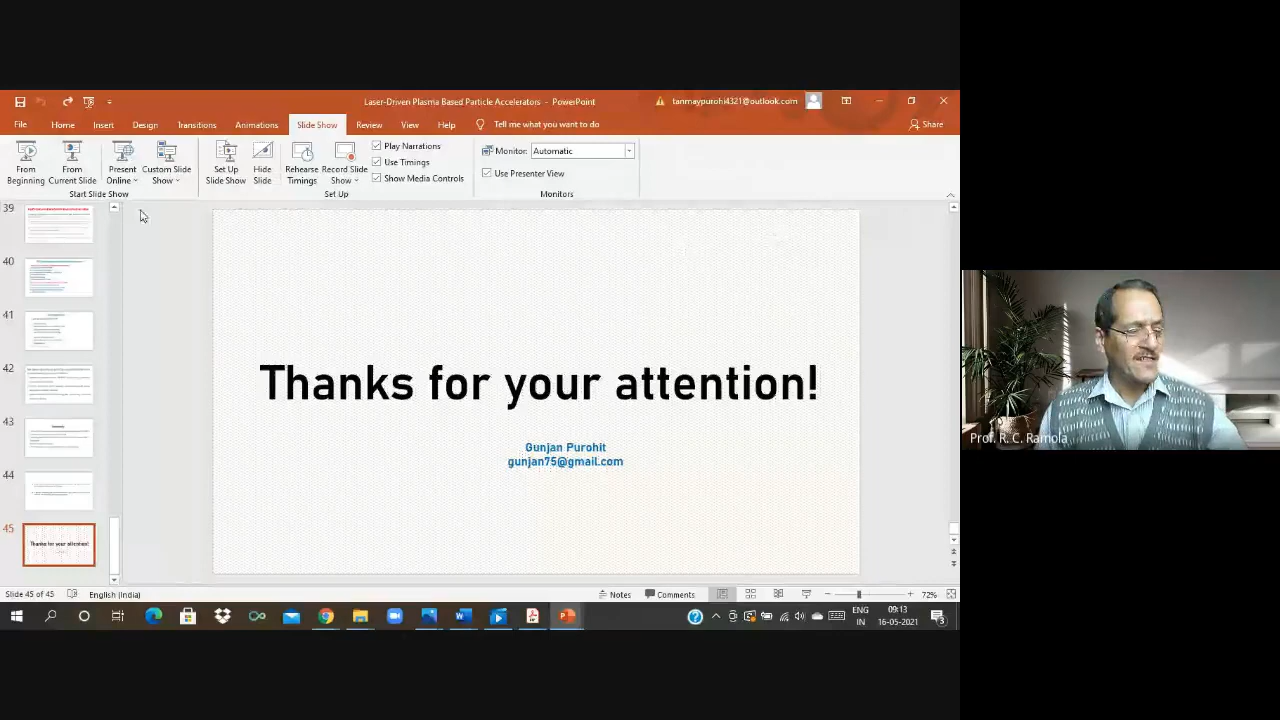 Laser-Driven Plasma Based Particle Accelerators - PowerPoint
tanmaypurohit4321@outlook.com
File Home Insert Design Transitions Animations Slide Show Review View Help Tell me what you want to do
Share
From Beginning
From Current Slide
Present Online
Custom Slide Show
Start Slide Show
Set Up Slide Show
Hide Slide
Rehearse Timings
Record Slide Show
Play Narrations
Use Timings
Show Media Controls
Set Up
Monitor: Automatic
Use Presenter View
Monitors
39
40
41
42
43
44
45
Thanks for your attention!
Thanks for your attention!
Gunjan Purohit
gunjan75@gmail.com
Prof. R. C. Ramola
Slide 45 of 45 English (India) Notes Comments 72%
ENG
IN
09:13
16-05-2021
3